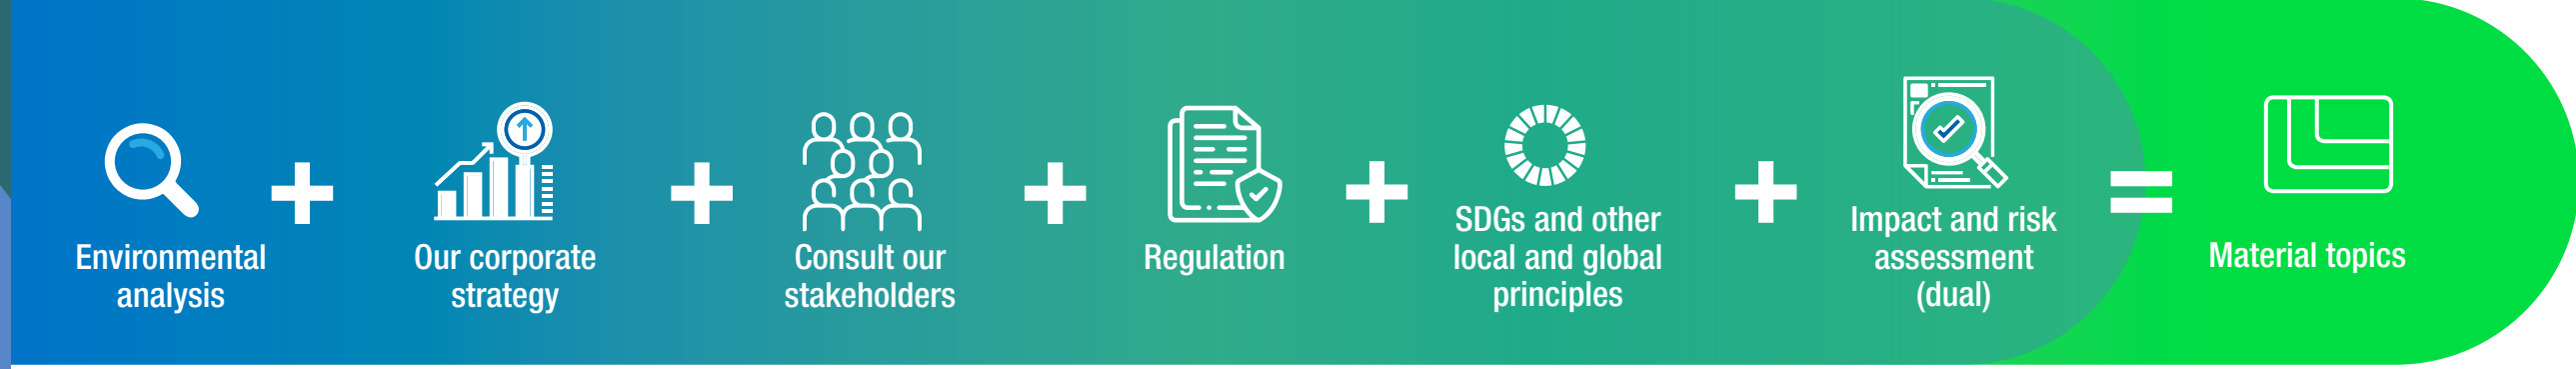 Environmental
analysis
+
Our corporate
strategy
+
Consult our
stakeholders
+
Regulation
+
SDGs and other
local and global
principles
+
Impact and risk
assessment
(dual)
=
Material topics